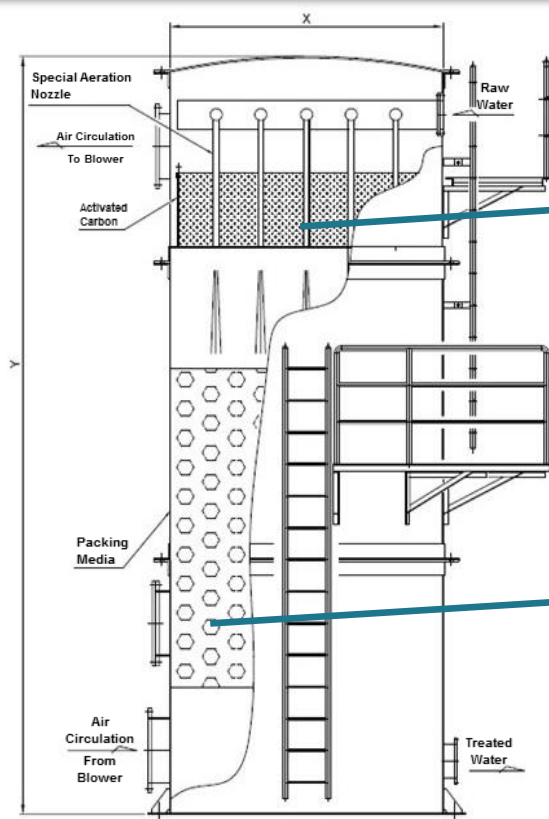 X
Special Aeration
Nozzle
Raw
Water
Air Circulation
To Blower
Activated
Carbon
Y
Packing
Media
Air
Circulation
From
Blower
Treated
Water